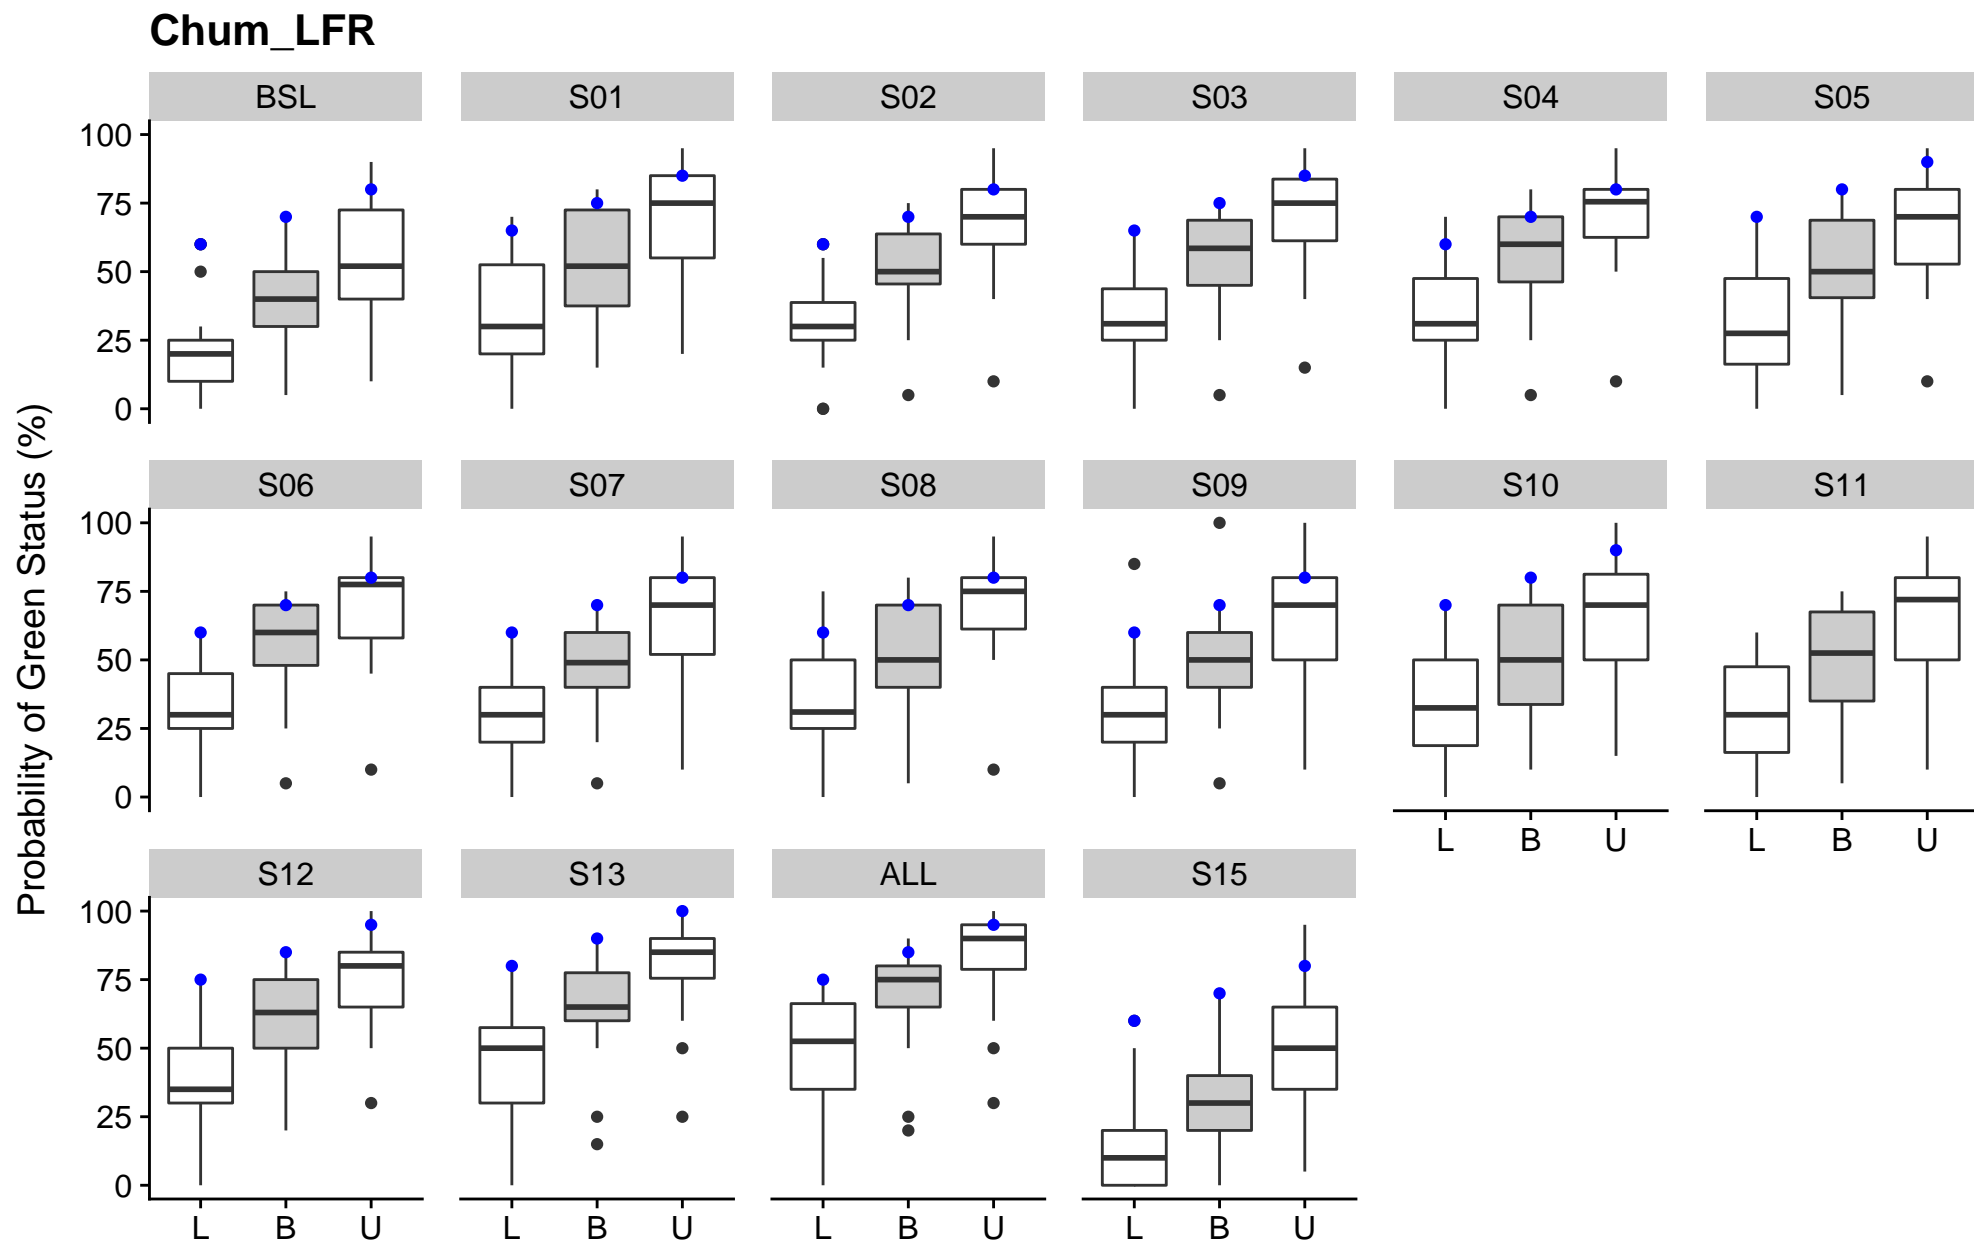 Chum_LFR
BSL S01 S02 S03 S04 S05
100
75
50
25
0
S06 S07 S08 S09 S10 S11
100
75
50
25
0
L B U L B U
S12 S13 ALL S15
100
75
50
25
0
L B U L B U L B U L B U
Probability of Green Status (%)